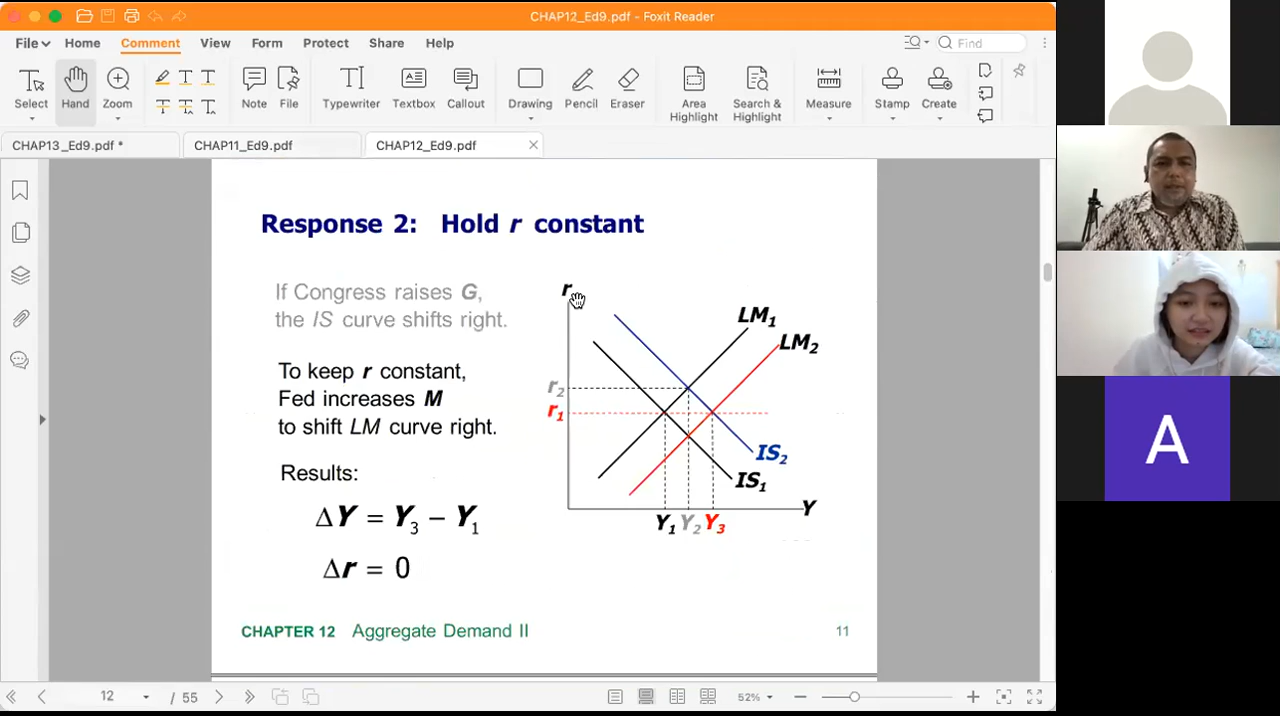 CHAP12_Ed9.pdf - Foxit Reader
File Home Comment View Form Protect Share Help Find
Select Hand Zoom Note File Typewriter Textbox Callout Drawing Pencil Eraser Area Highlight Search & Highlight Measure Stamp Create
CHAP13_Ed9.pdf * CHAP11_Ed9.pdf CHAP12_Ed9.pdf
Response 2: Hold r constant
If Congress raises G,
the IS curve shifts right.
To keep r constant,
Fed increases M
to shift LM curve right.
Results:
ΔY = Y3 − Y1
Δr = 0
r
LM1
LM2
r2
r1
IS2
IS1
Y
Y1 Y2 Y3
CHAPTER 12 Aggregate Demand II 11
12 / 55 52%
A